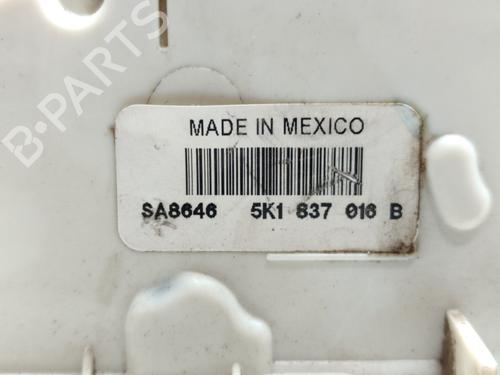 B-PARTS
MADE IN MEXICO
SA8646 5K1 837 016 B